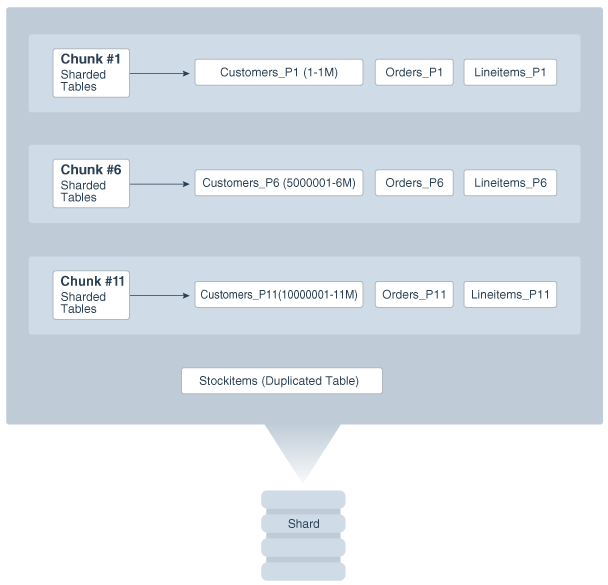 Chunk #1
Sharded
Tables
Customers_P1 (1-1M)
Orders_P1
Lineitems_P1
Chunk #6
Sharded
Tables
Customers_P6 (5000001-6M)
Orders_P6
Lineitems_P6
Chunk #11
Sharded
Tables
Customers_P11(10000001-11M)
Orders_P11
Lineitems_P11
Stockitems (Duplicated Table)
Shard